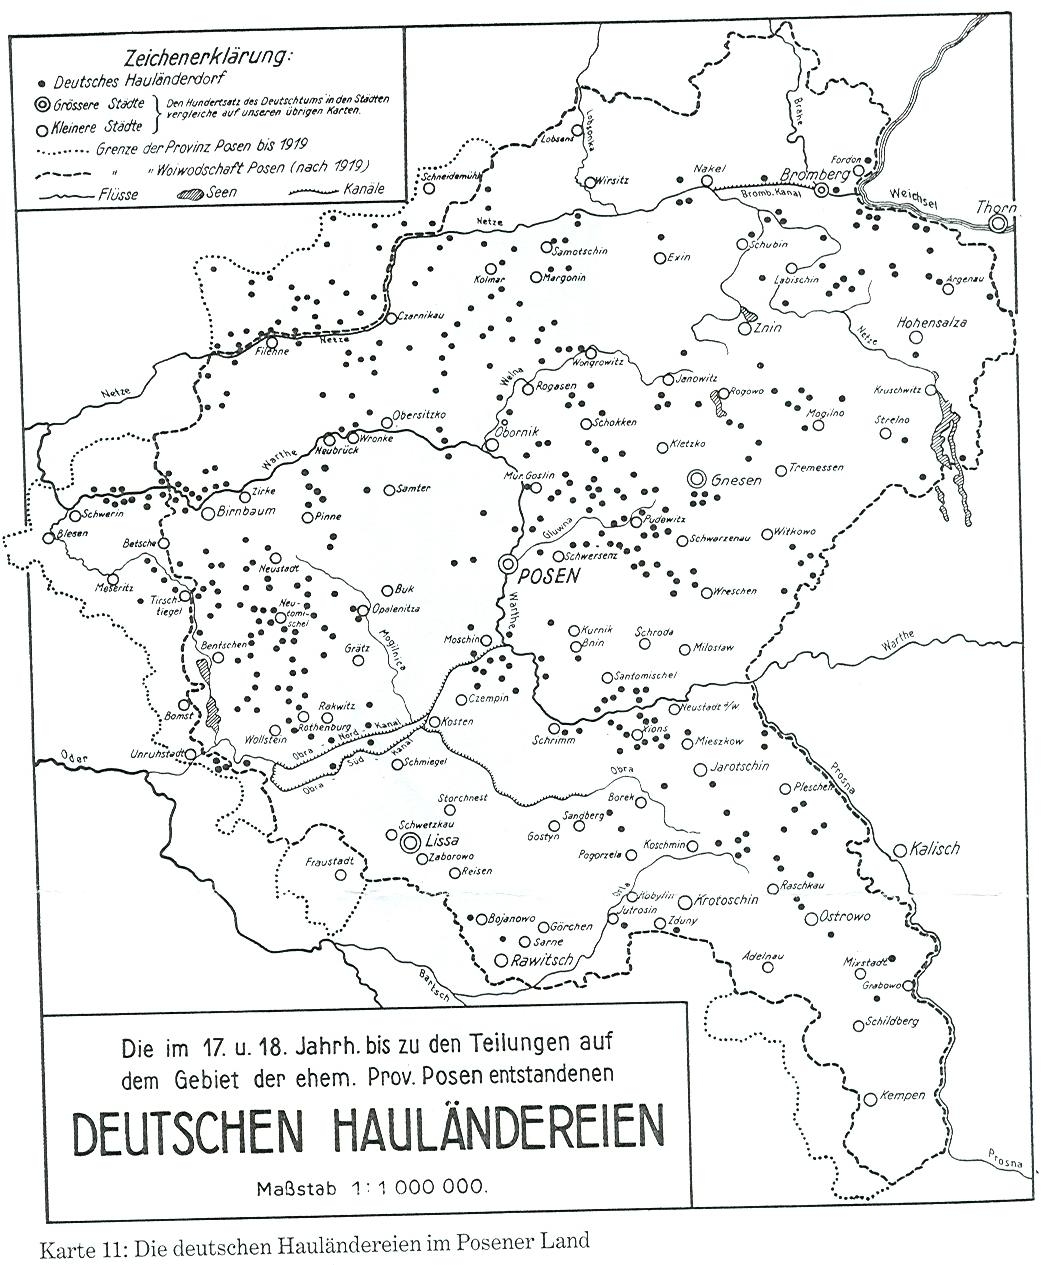 Zeichenerklärung:
Deutsches Hauländerdorf
Grössere Städte
Kleinere Städte
Den Hundertsatz des Deutschtums in den Städten
vergleiche auf unseren übrigen Karten.
Grenze der Provinz Posen bis 1919
" " Woiwodschaft Posen (nach 1919)
Flüsse Seen Kanäle
Lobsens
Lobsonka
Brahe
Fordon
Schneidemühl
Wirsitz
Nakel
Bromberg
Bromb. Kanal
Weichsel
Thorn
Netze
Samotschin
Exin
Schubin
Kolmar
Margonin
Labischin
Argenau
Czarnikau
Znin
Hohensalza
Filehne
Netze
Netze
Wongrowitz
Welna
Netze
Rogasen
Janowitz
Rogowo
Kruschwitz
Obersitzko
Obornik
Schokken
Mogilno
Strelno
Wronke
Neubrück
Warthe
Kletzko
Gnesen
Tremessen
Mur. Goslin
Zirke
Samter
Schwerin
Birnbaum
Pinne
Gluwna
Pudewitz
Blesen
Betsche
Schwersenz
Schwarzenau
Witkowo
Neustadt
POSEN
Meseritz
Tirsch-
tiegel
Buk
Wreschen
Neu-
tomi-
schel
Opalenitza
Warthe
Kurnik
Bnin
Schroda
Miloslaw
Warthe
Moschin
Mogilnica
Bentschen
Grätz
Santomischel
Bomst
Rakwitz
Rothenburg
Czempin
Neustadt a/W.
Wollstein
Kosten
Schrimm
Xions
Mieszkow
Unruhstadt
Obra Nord Kanal
Obra Süd Kanal
Oder
Schmiegel
Obra
Jarotschin
Prosna
Pleschen
Storchnest
Borek
Schwetzkau
Sandberg
Gostyn
Lissa
Koschmin
Kalisch
Zaborowo
Pogorzela
Fraustadt
Reisen
Orla
Kobylin
Krotoschin
Raschkau
Jutrosin
Bojanowo
Görchen
Zduny
Ostrowo
Sarne
Rawitsch
Adelnau
Mixstadt
Bartsch
Grabowo
Schildberg
Kempen
Prosna
Die im 17. u. 18. Jahrh. bis zu den Teilungen auf
dem Gebiet der ehem. Prov. Posen entstandenen
DEUTSCHEN HAULÄNDEREIEN
Maßstab 1:1 000 000.
Karte 11: Die deutschen Hauländereien im Posener Land